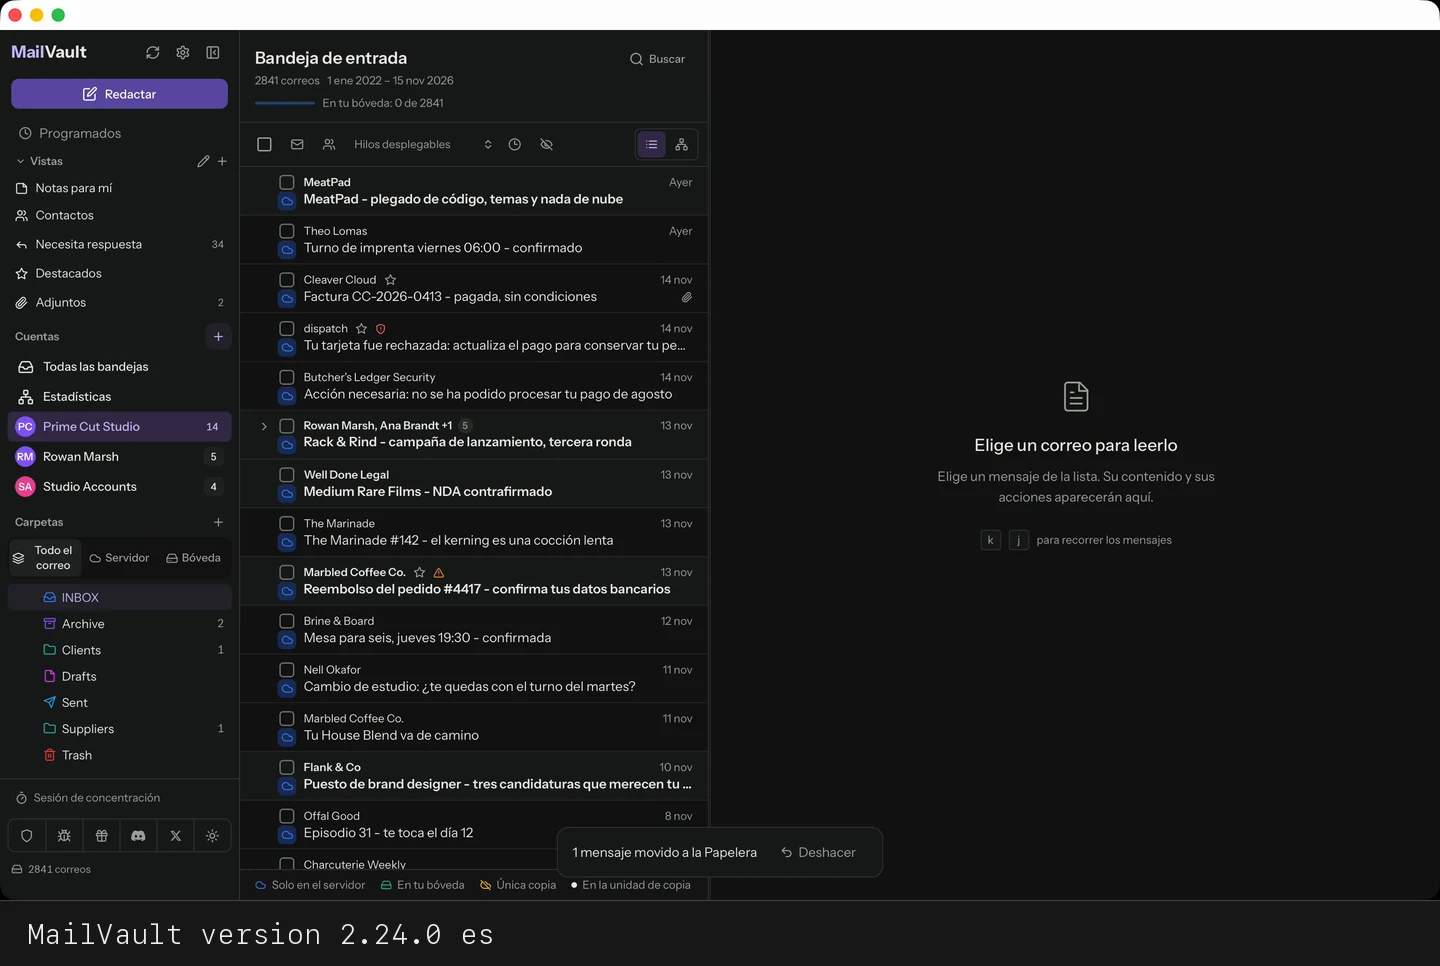 MailVault
Redactar
Programados
Vistas
Notas para mí
Contactos
Necesita respuesta 34
Destacados
Adjuntos 2
Cuentas
Todas las bandejas
Estadísticas
PC Prime Cut Studio 14
RM Rowan Marsh 5
SA Studio Accounts 4
Carpetas
Todo el correo
Servidor
Bóveda
INBOX
Archive 2
Clients 1
Drafts
Sent
Suppliers 1
Trash
Sesión de concentración
2841 correos
Bandeja de entrada
Buscar
2841 correos 1 ene 2022 – 15 nov 2026
En tu bóveda: 0 de 2841
Hilos desplegables
MeatPad Ayer
MeatPad - plegado de código, temas y nada de nube
Theo Lomas Ayer
Turno de imprenta viernes 06:00 - confirmado
Cleaver Cloud 14 nov
Factura CC-2026-0413 - pagada, sin condiciones
dispatch 14 nov
Tu tarjeta fue rechazada: actualiza el pago para conservar tu pe...
Butcher's Ledger Security 14 nov
Acción necesaria: no se ha podido procesar tu pago de agosto
Rowan Marsh, Ana Brandt +1 5 13 nov
Rack & Rind - campaña de lanzamiento, tercera ronda
Well Done Legal 13 nov
Medium Rare Films - NDA contrafirmado
The Marinade 13 nov
The Marinade #142 - el kerning es una cocción lenta
Marbled Coffee Co. 13 nov
Reembolso del pedido #4417 - confirma tus datos bancarios
Brine & Board 12 nov
Mesa para seis, jueves 19:30 - confirmada
Nell Okafor 11 nov
Cambio de estudio: ¿te quedas con el turno del martes?
Marbled Coffee Co. 11 nov
Tu House Blend va de camino
Flank & Co 10 nov
Puesto de brand designer - tres candidaturas que merecen tu ...
Offal Good 8 nov
Episodio 31 - te toca el día 12
Charcuterie Weekly
Solo en el servidor En tu bóveda Única copia En la unidad de copia
Elige un correo para leerlo
Elige un mensaje de la lista. Su contenido y sus
acciones aparecerán aquí.
k j para recorrer los mensajes
1 mensaje movido a la Papelera Deshacer
MailVault version 2.24.0 es